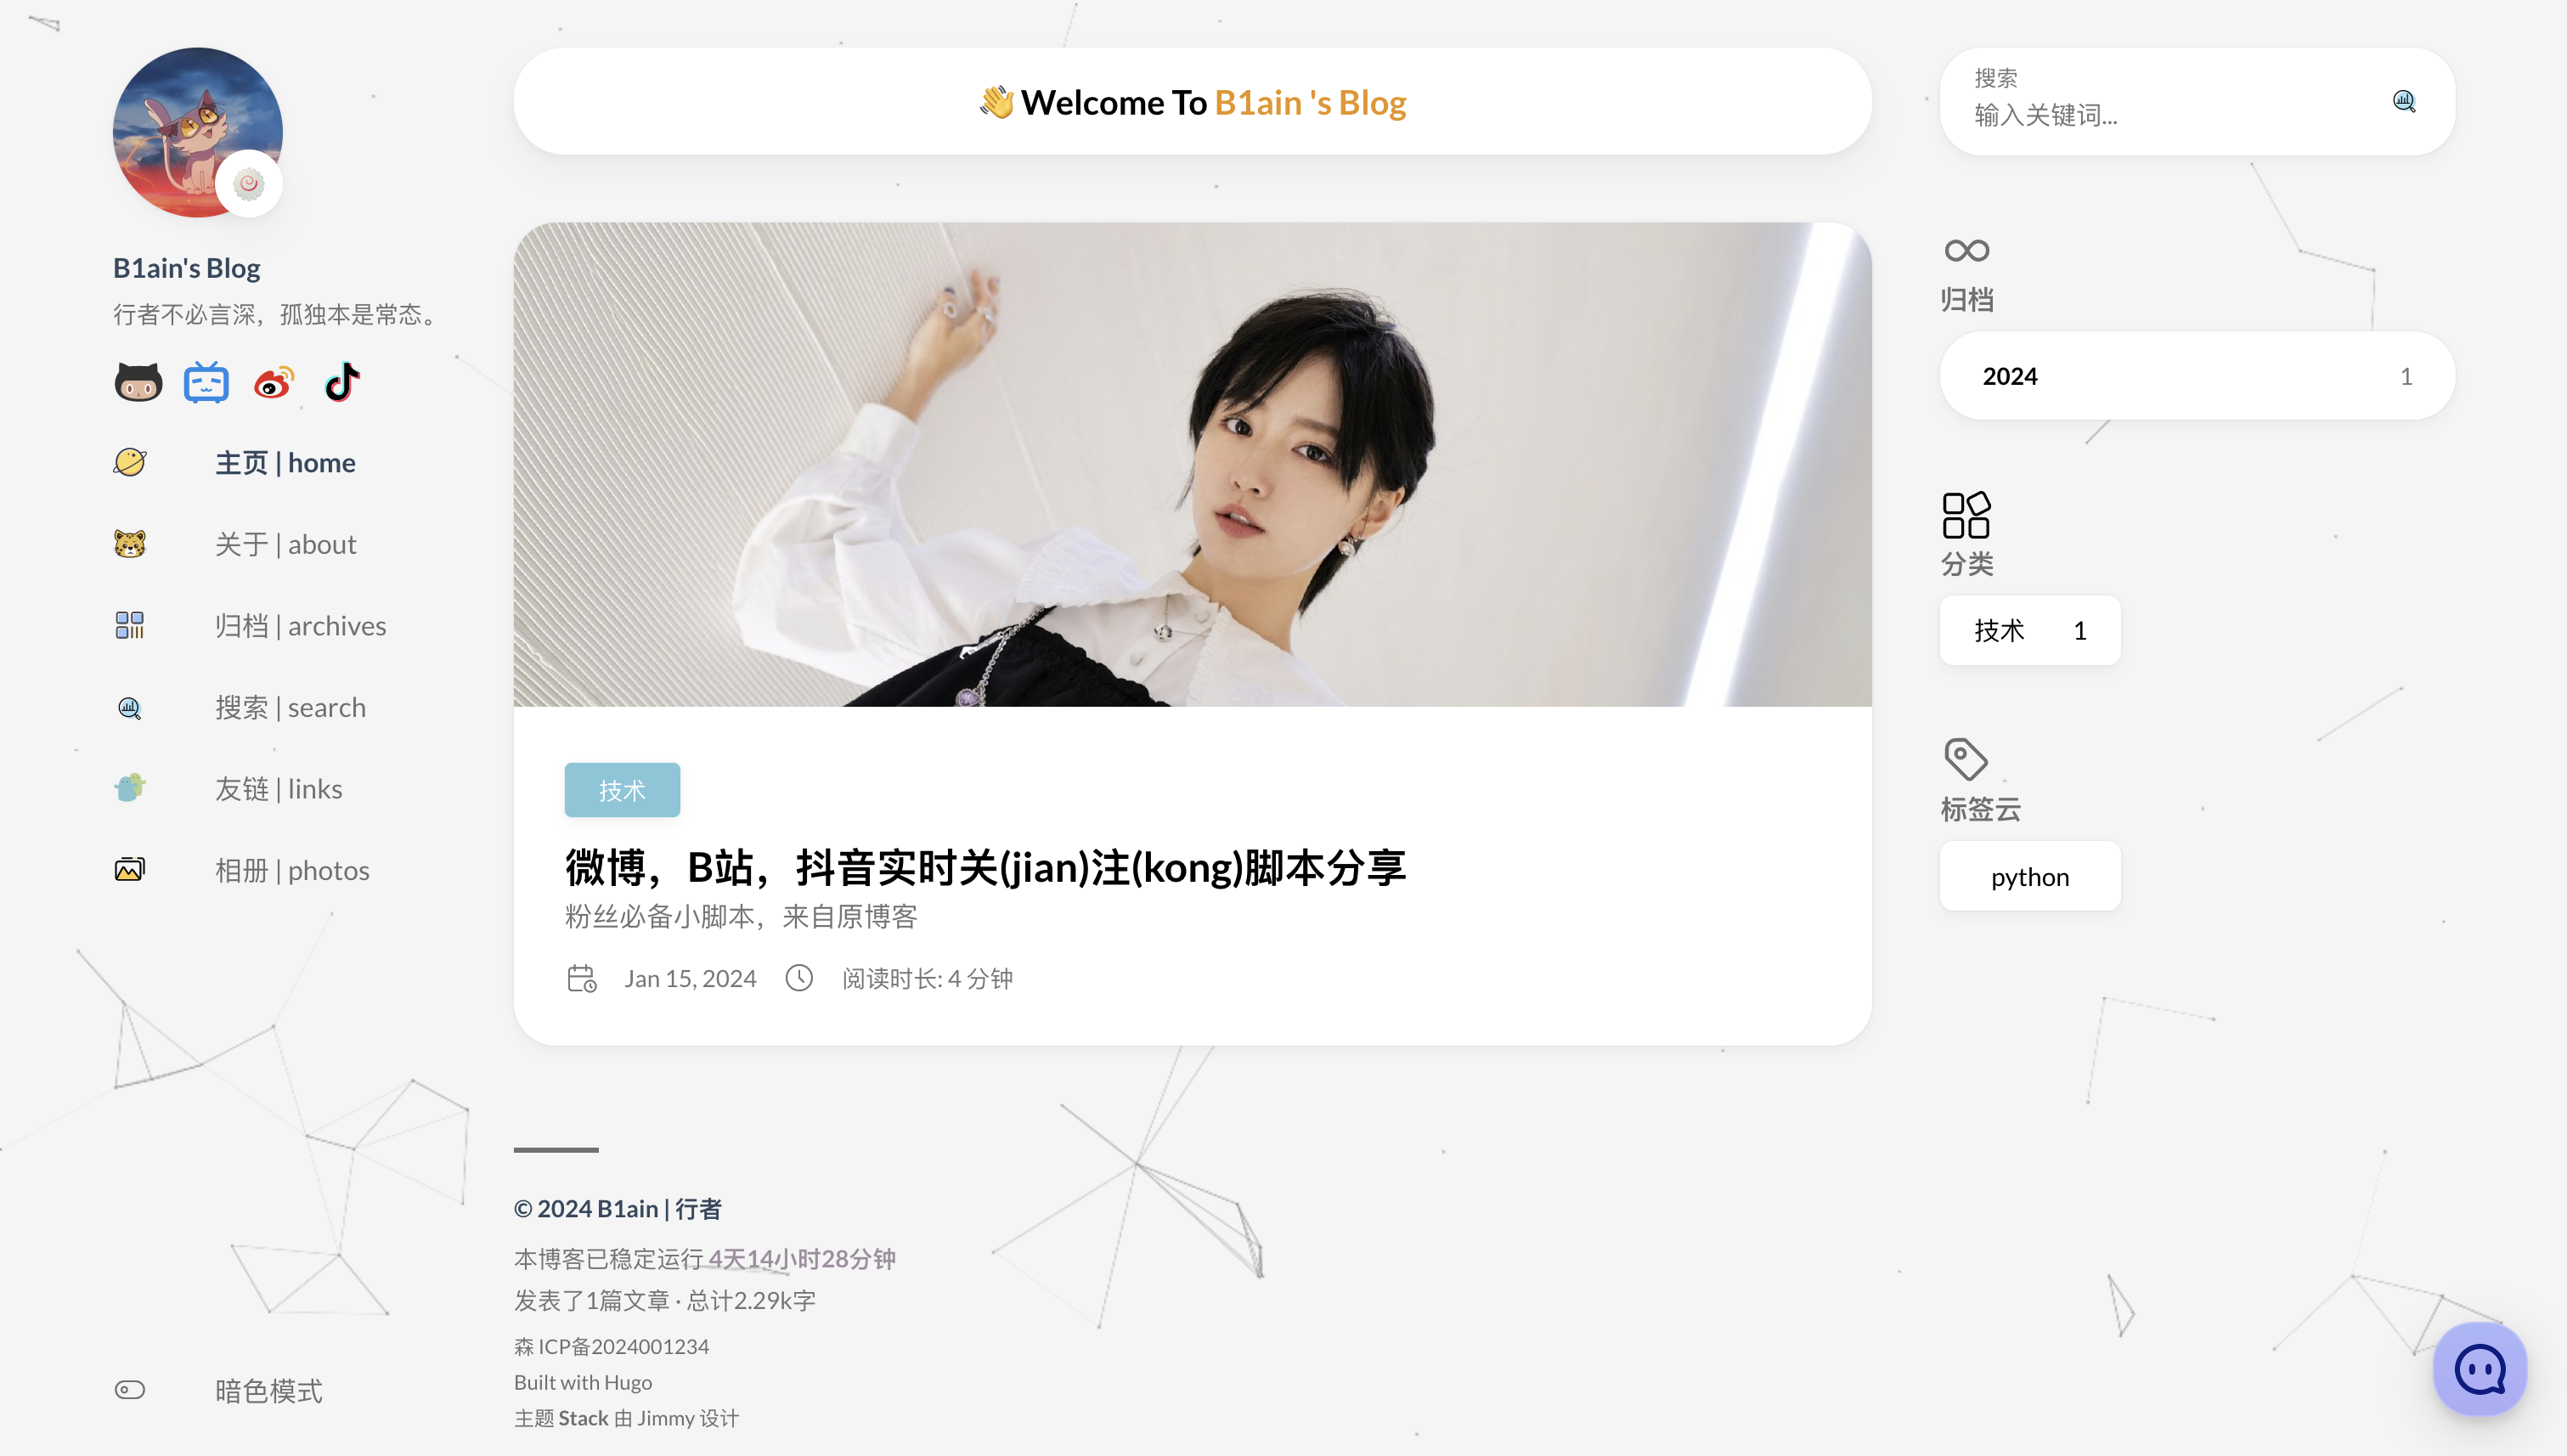 B1ain's Blog
行者不必言深，孤独本是常态。
主页 | home
关于 | about
归档 | archives
搜索 | search
友链 | links
相册 | photos
暗色模式
👋 Welcome To B1ain 's Blog
技术
微博，B站，抖音实时关(jian)注(kong)脚本分享
粉丝必备小脚本，来自原博客
Jan 15, 2024 阅读时长: 4 分钟
© 2024 B1ain | 行者
本博客已稳定运行 4天14小时28分钟
发表了1篇文章 · 总计2.29k字
森 ICP备2024001234
Built with Hugo
主题 Stack 由 Jimmy 设计
搜索
输入关键词...
归档
2024 1
分类
技术 1
标签云
python